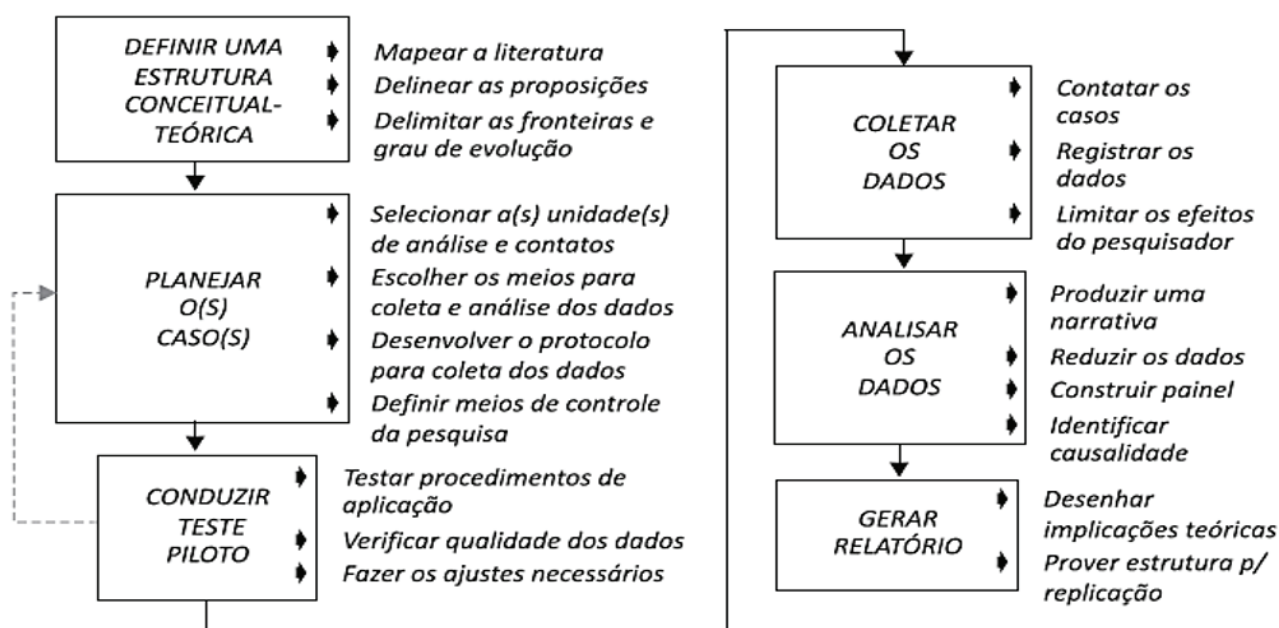 DEFINIR UMA
ESTRUTURA
CONCEITUAL-
TEÓRICA
Mapear a literatura
Delinear as proposições
Delimitar as fronteiras e
grau de evolução
PLANEJAR
O(S)
CASO(S)
Selecionar a(s) unidade(s)
de análise e contatos
Escolher os meios para
coleta e análise dos dados
Desenvolver o protocolo
para coleta dos dados
Definir meios de controle
da pesquisa
CONDUZIR
TESTE
PILOTO
Testar procedimentos de
aplicação
Verificar qualidade dos dados
Fazer os ajustes necessários
COLETAR
OS
DADOS
Contatar os
casos
Registrar os
dados
Limitar os efeitos
do pesquisador
ANALISAR
OS
DADOS
Produzir uma
narrativa
Reduzir os dados
Construir painel
Identificar
causalidade
GERAR
RELATÓRIO
Desenhar
implicações teóricas
Prover estrutura p/
replicação